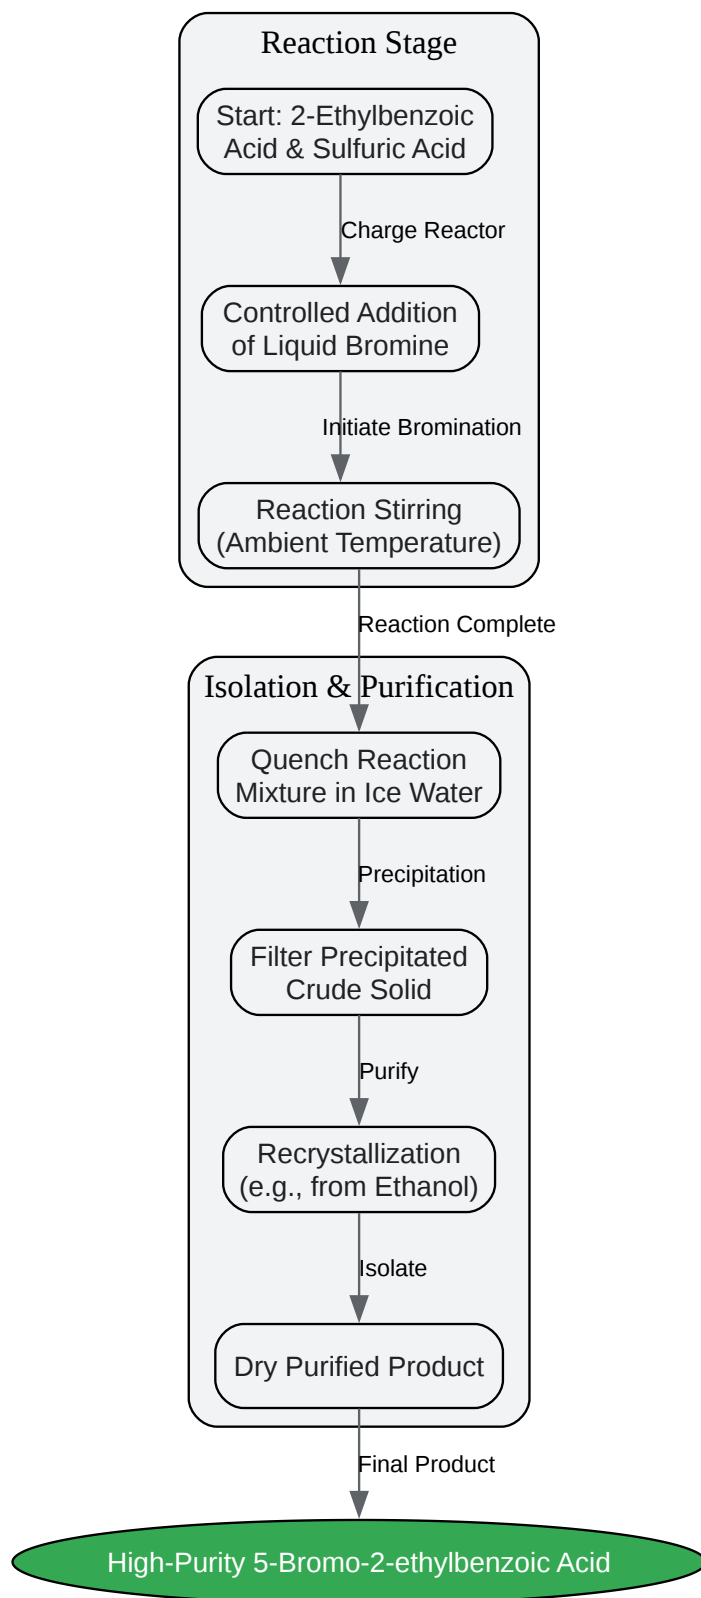 Reaction Stage
Start: 2-Ethylbenzoic
Acid & Sulfuric Acid
Charge Reactor
Controlled Addition
of Liquid Bromine
Initiate Bromination
Reaction Stirring
(Ambient Temperature)
Reaction Complete
Isolation & Purification
Quench Reaction
Mixture in Ice Water
Precipitation
Filter Precipitated
Crude Solid
Purify
Recrystallization
(e.g., from Ethanol)
Isolate
Dry Purified Product
Final Product
High-Purity 5-Bromo-2-ethylbenzoic Acid